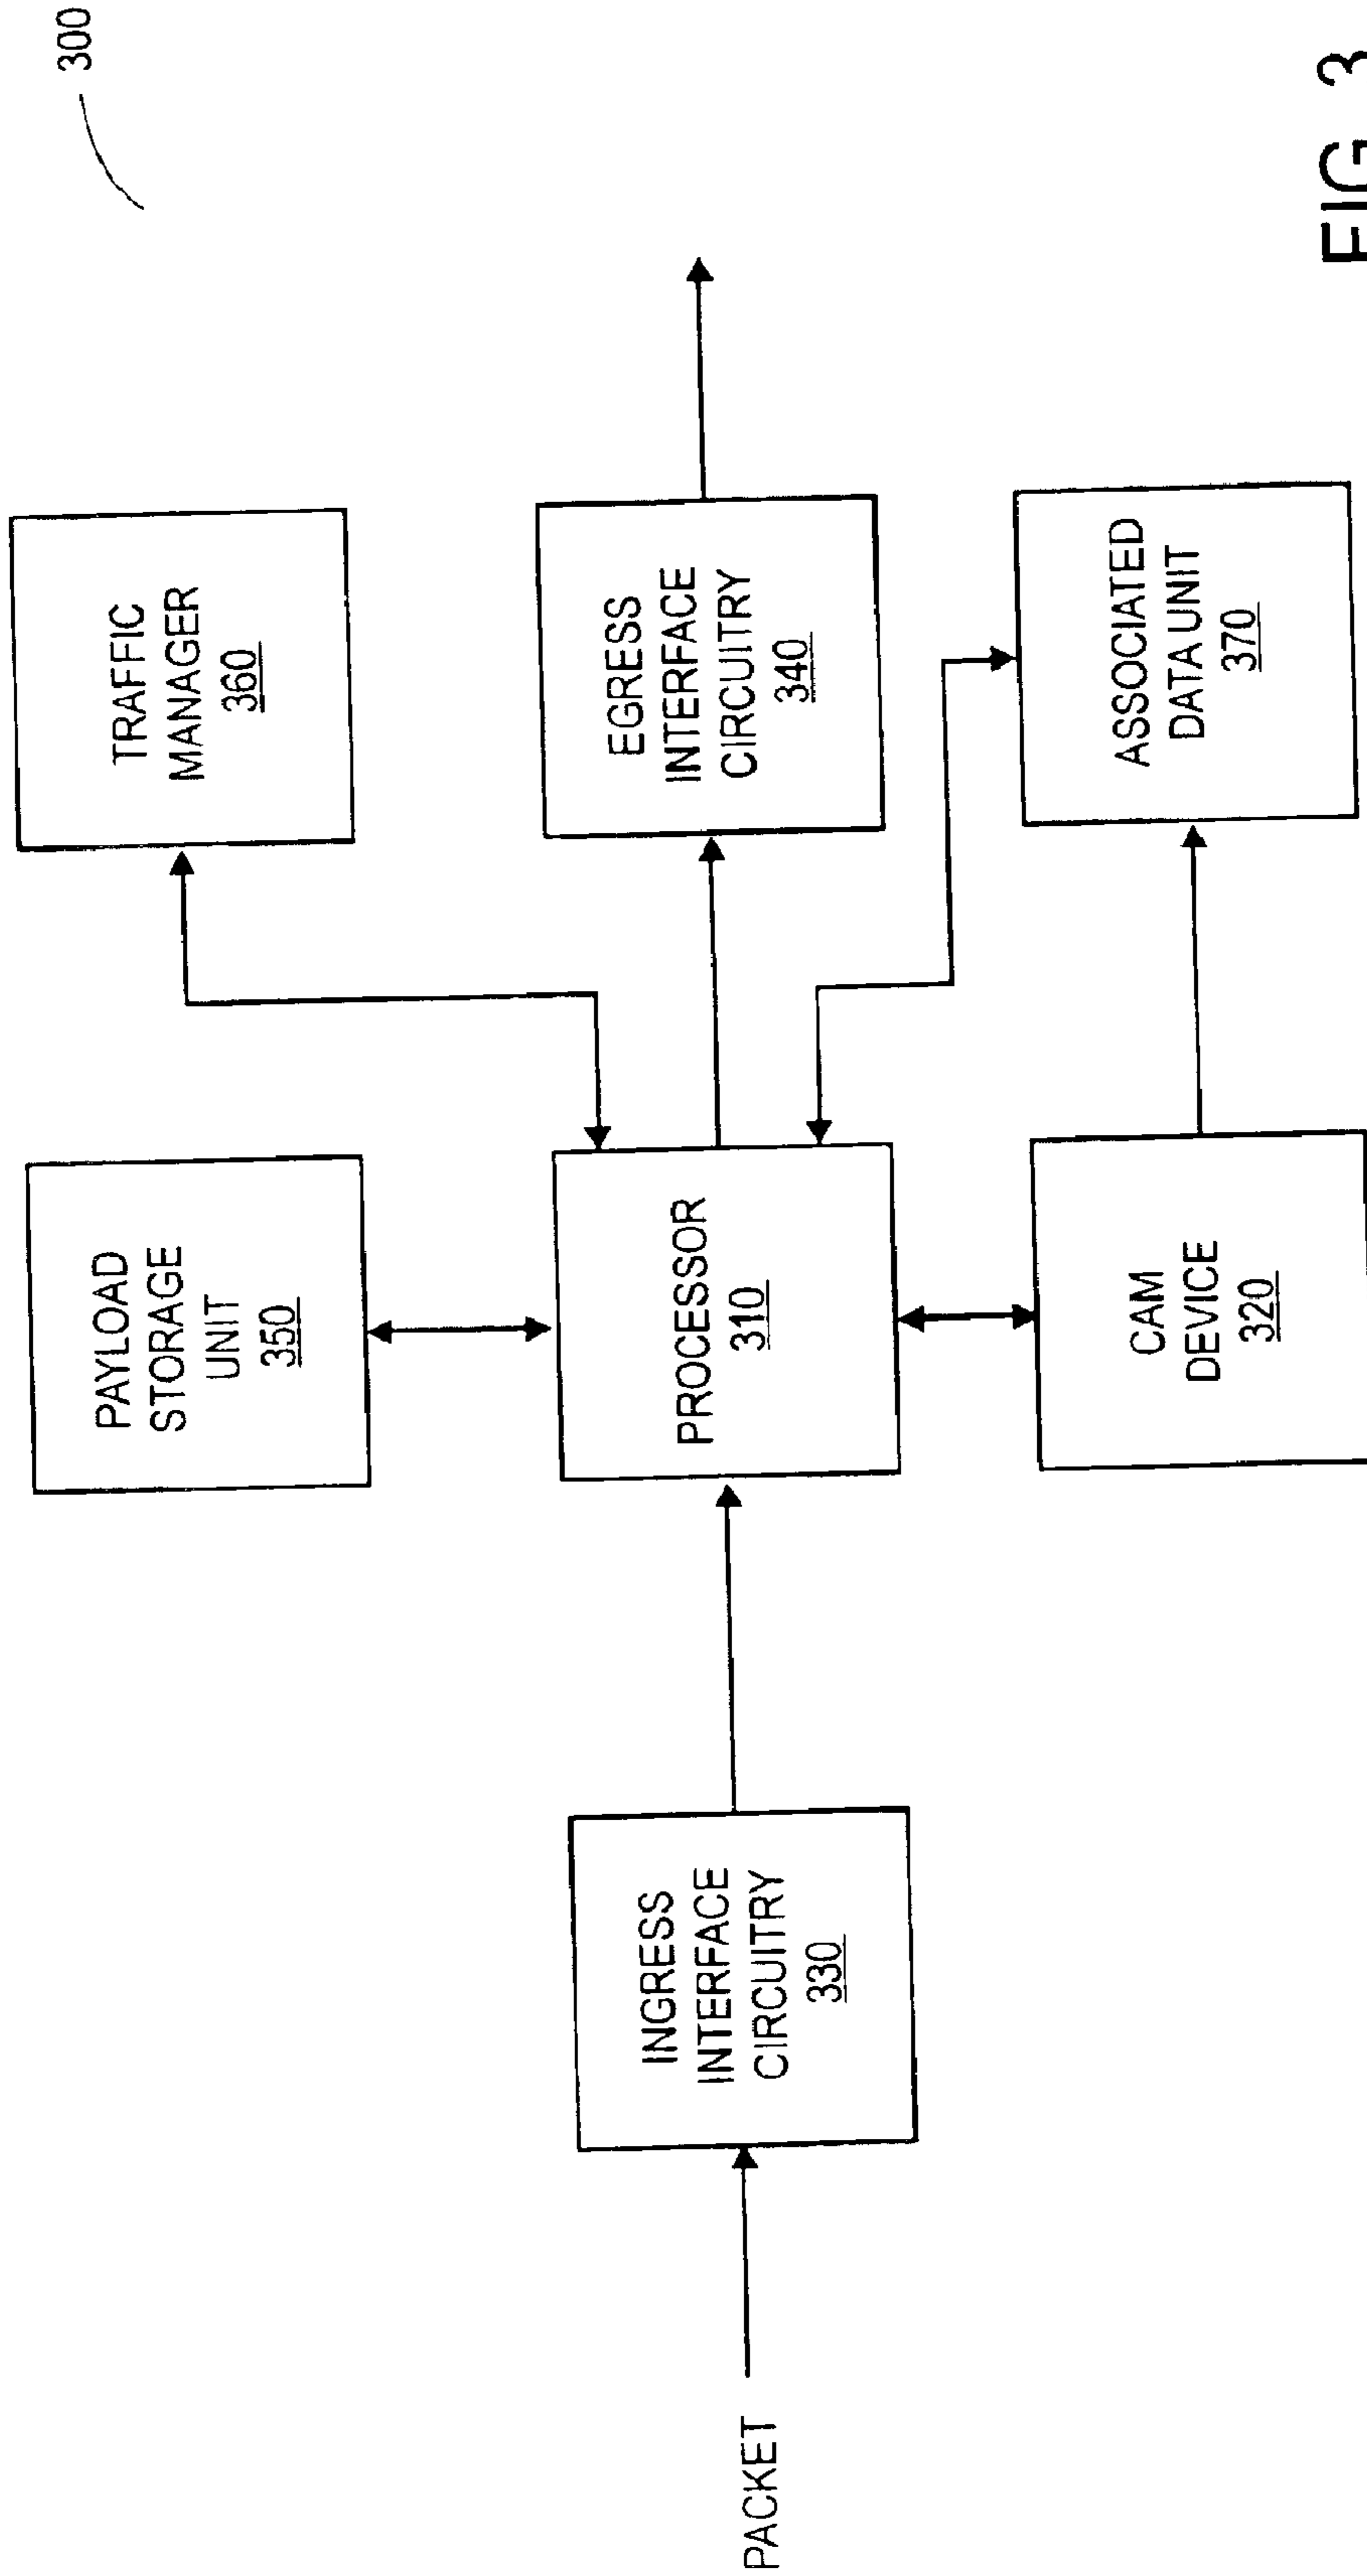 300
PAYLOAD
STORAGE
UNIT
350
TRAFFIC
MANAGER
360
PACKET
INGRESS
INTERFACE
CIRCUITRY
330
PROCESSOR
310
EGRESS
INTERFACE
CIRCUITRY
340
CAM
DEVICE
320
ASSOCIATED
DATA UNIT
370
FIG. 3